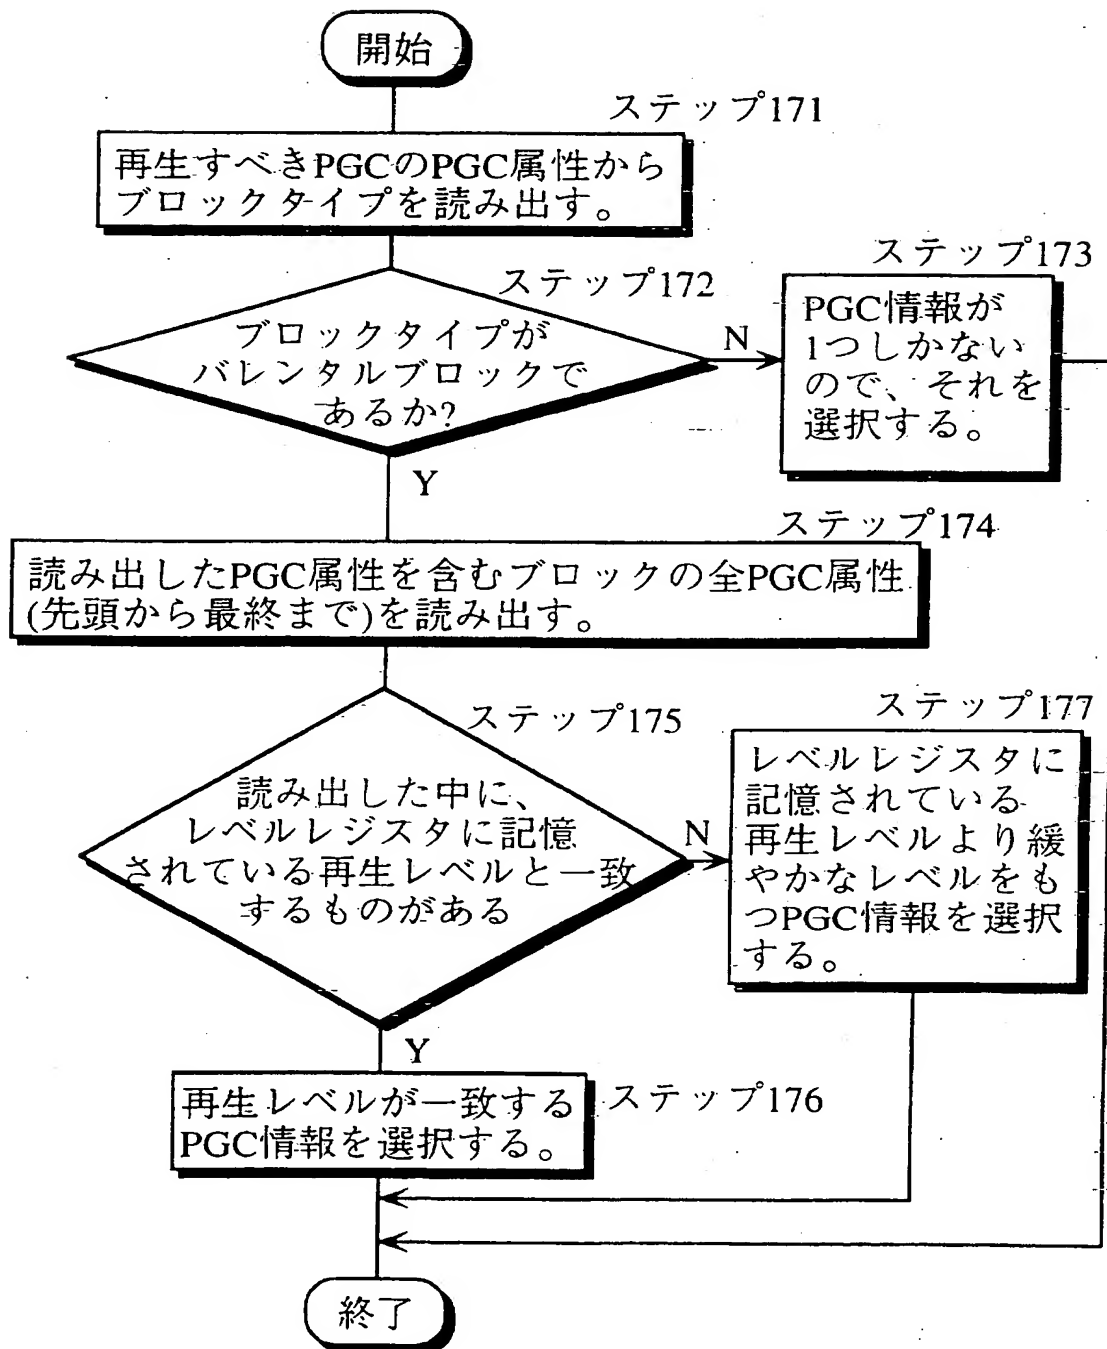 開始
ステップ171
再生すべきPGCのPGC属性から
ブロックタイプを読み出す。
ステップ172
ブロックタイプが
バレンタルブロックで
あるか?
N
Y
ステップ173
PGC情報が
1つしかない
ので、それを
選択する。
ステップ174
読み出したPGC属性を含むブロックの全PGC属性
(先頭から最終まで)を読み出す。
ステップ175
読み出した中に、
レベルレジスタに記憶
されている再生レベルと一致
するものがある
N
Y
ステップ177
レベルレジスタに
記憶されている
再生レベルより緩
やかなレベルをも
つPGC情報を選択
する。
再生レベルが一致する
PGC情報を選択する。
ステップ176
終了